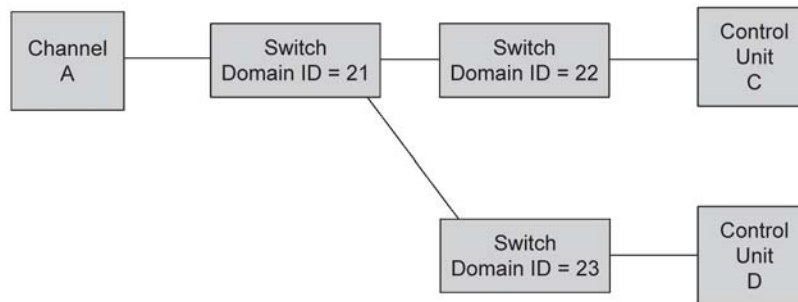 Channel
A
Switch
Domain ID = 21
Switch
Domain ID = 22
Control
Unit
C
Switch
Domain ID = 23
Control
Unit
D